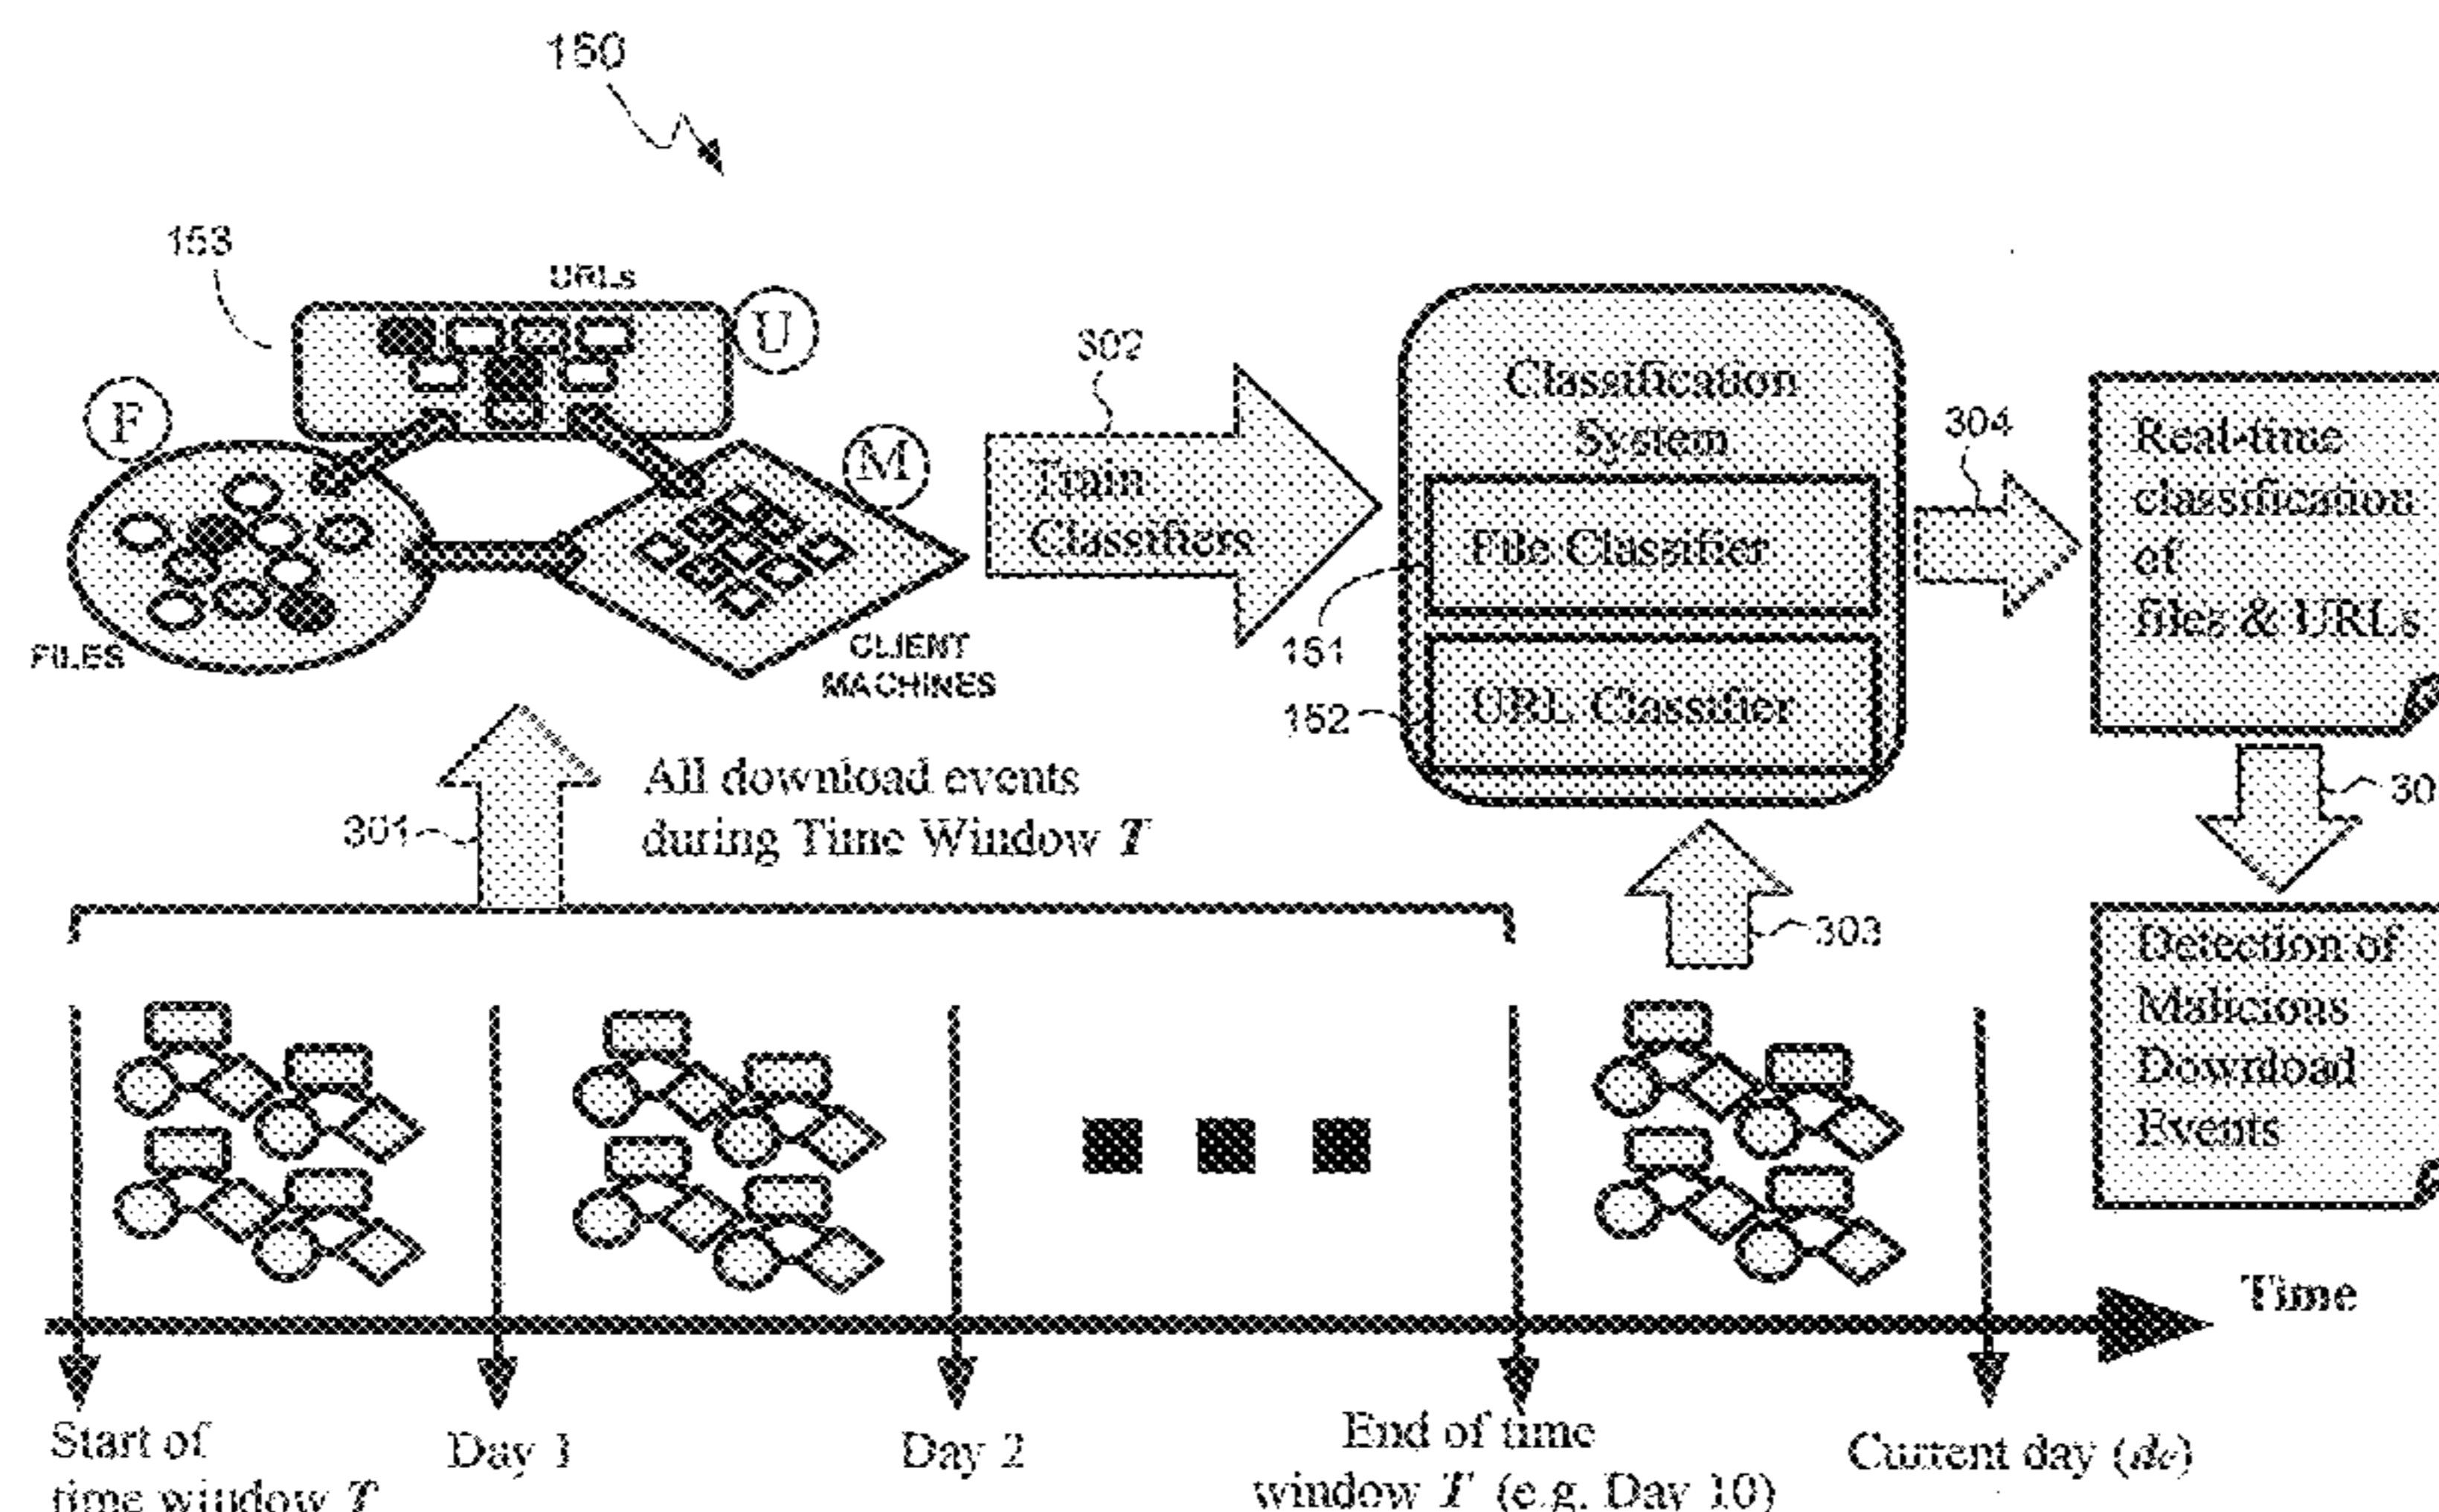 160
153
URLs
U
F
M
FILES
CLIENT
MACHINES
302
Train
Classifiers
Classification
System
File Classifier
URL Classifier
151
152
304
Real-time
classification
of
files & URLs
30
301
All download events
during Time Window T
303
Detection of
Malicious
Download
Events
Time
Start of
time window T
Day 1
Day 2
End of time
window T (e.g. Day 10)
Current day (dc)